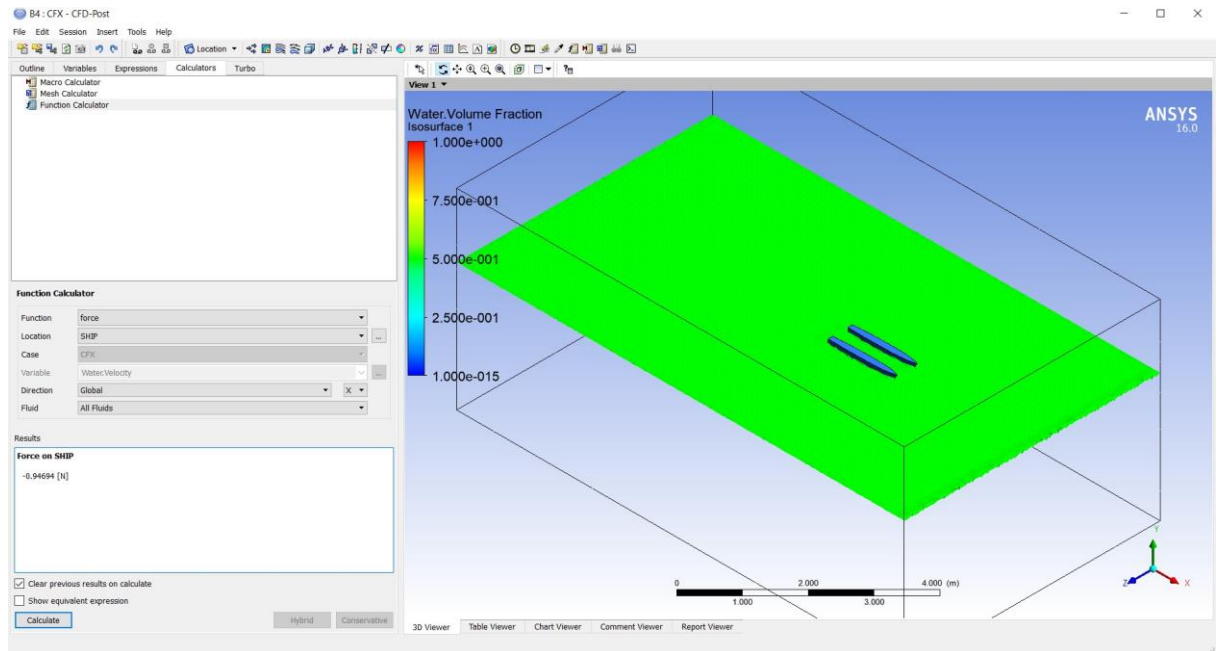 B4 : CFX - CFD-Post
File Edit Session Insert Tools Help
Location
Outline Variables Expressions Calculators Turbo
Macro Calculator
Mesh Calculator
Function Calculator
Function Calculator
Function force
Location SHIP ...
Case CFX
Variable Water.Velocity ...
Direction Global X
Fluid All Fluids
Results
Force on SHIP
-0.94694 [N]
Clear previous results on calculate
Show equivalent expression
Calculate Hybrid Conservative
View 1
Water.Volume Fraction
Isosurface 1
1.000e+000
7.500e-001
5.000e-001
2.500e-001
1.000e-015
ANSYS
16.0
0 2.000 4.000 (m)
1.000 3.000
Y
Z X
3D Viewer Table Viewer Chart Viewer Comment Viewer Report Viewer